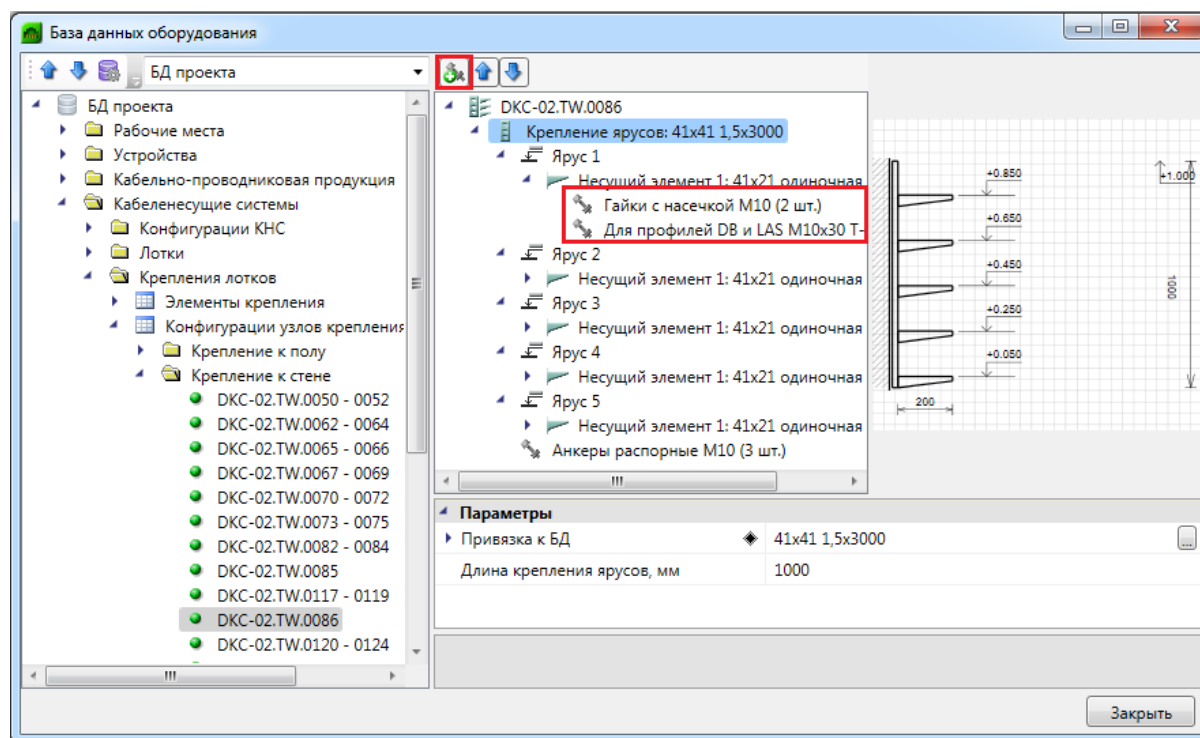 База данных оборудования
БД проекта
БД проекта
Рабочие места
Устройства
Кабельно-проводниковая продукция
Кабеленесущие системы
Конфигурации КНС
Лотки
Крепления лотков
Элементы крепления
Конфигурации узлов крепления
Крепление к полу
Крепление к стене
DKC-02.TW.0050 - 0052
DKC-02.TW.0062 - 0064
DKC-02.TW.0065 - 0066
DKC-02.TW.0067 - 0069
DKC-02.TW.0070 - 0072
DKC-02.TW.0073 - 0075
DKC-02.TW.0082 - 0084
DKC-02.TW.0085
DKC-02.TW.0117 - 0119
DKC-02.TW.0086
DKC-02.TW.0120 - 0124
DKC-02.TW.0086
Крепление ярусов: 41x41 1,5x3000
Ярус 1
Несущий элемент 1: 41x21 одиночная
Гайки с насечкой М10 (2 шт.)
Для профилей DB и LAS M10x30 Т-
Ярус 2
Несущий элемент 1: 41x21 одиночная
Ярус 3
Несущий элемент 1: 41x21 одиночная
Ярус 4
Несущий элемент 1: 41x21 одиночная
Ярус 5
Несущий элемент 1: 41x21 одиночная
Анкеры распорные М10 (3 шт.)
+0.850
+0.650
+0.450
+0.250
+0.050
200
+1.000
1000
Параметры
Привязка к БД 41x41 1,5x3000 ...
Длина крепления ярусов, мм 1000
Закрыть